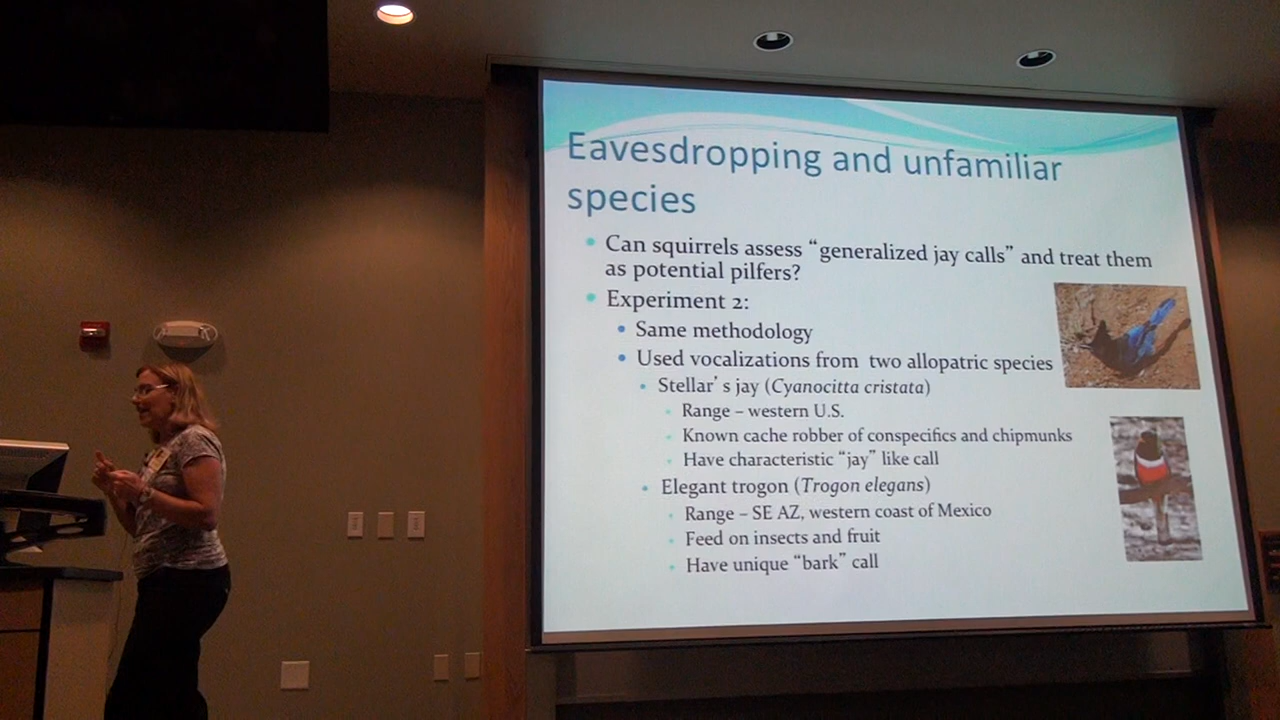 Eavesdropping and unfamiliar
species
Can squirrels assess “generalized jay calls” and treat them
as potential pilfers?
Experiment 2:
Same methodology
Used vocalizations from two allopatric species
Stellar’s jay (Cyanocitta cristata)
Range – western U.S.
Known cache robber of conspecifics and chipmunks
Have characteristic “jay” like call
Elegant trogon (Trogon elegans)
Range – SE AZ, western coast of Mexico
Feed on insects and fruit
Have unique “bark” call